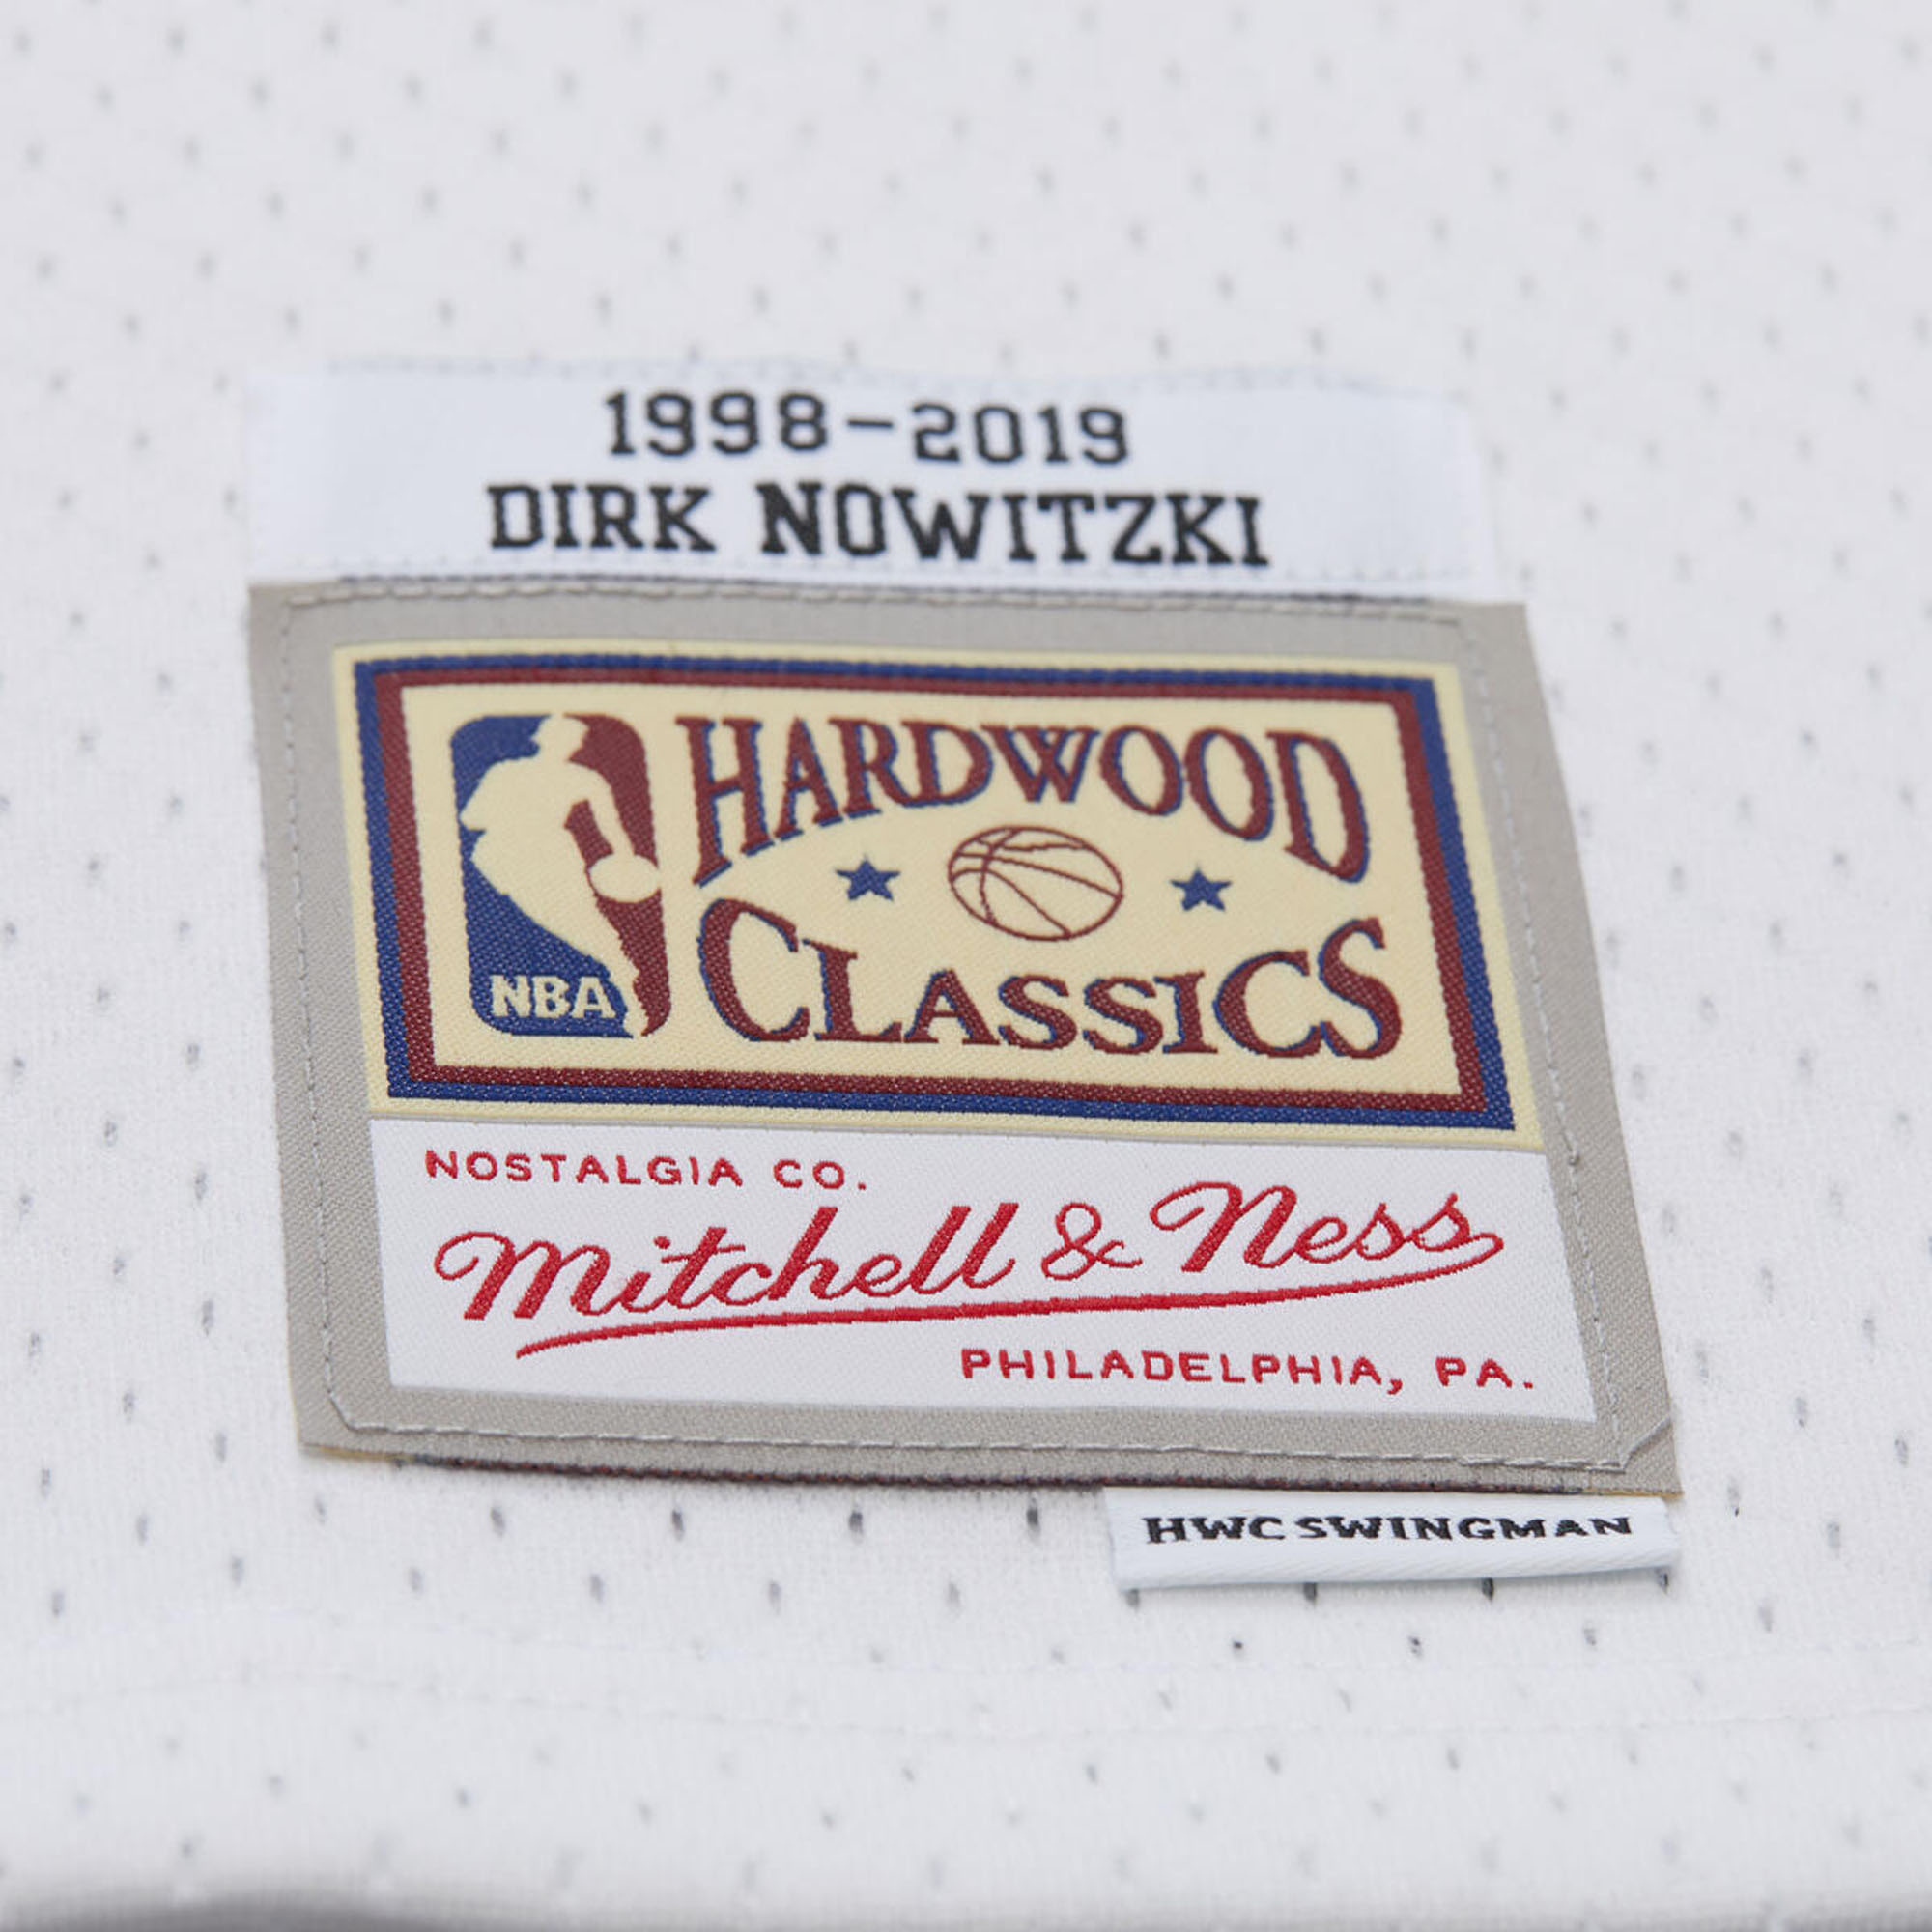 1998-2019
DIRK NOWITZKI
HARDWOOD
CLASSICS
NBA
NOSTALGIA CO.
Mitchell & Ness
PHILADELPHIA, PA.
HWC SWINGMAN